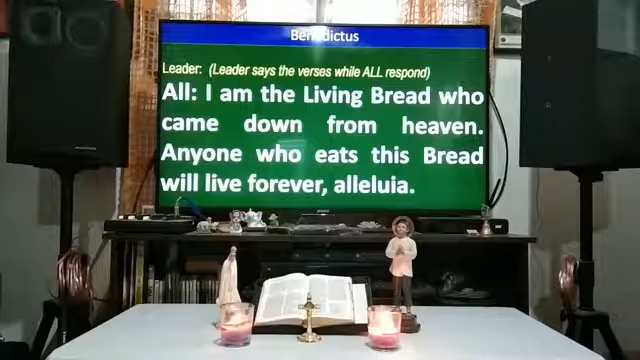 Benedictus
Leader: (Leader says the verses while ALL respond)
All: I am the Living Bread who
came down from heaven.
Anyone who eats this Bread
will live forever, alleluia.